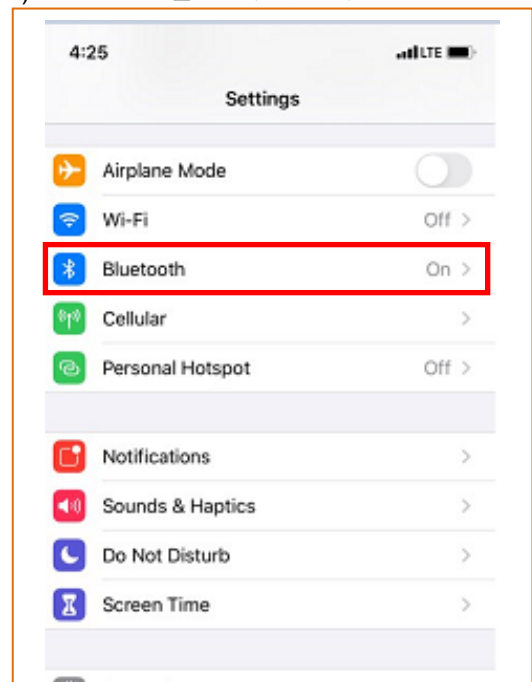 4:25 LTE
Settings
Airplane Mode
Wi-Fi Off >
Bluetooth On >
Cellular >
Personal Hotspot Off >
Notifications >
Sounds & Haptics >
Do Not Disturb >
Screen Time >